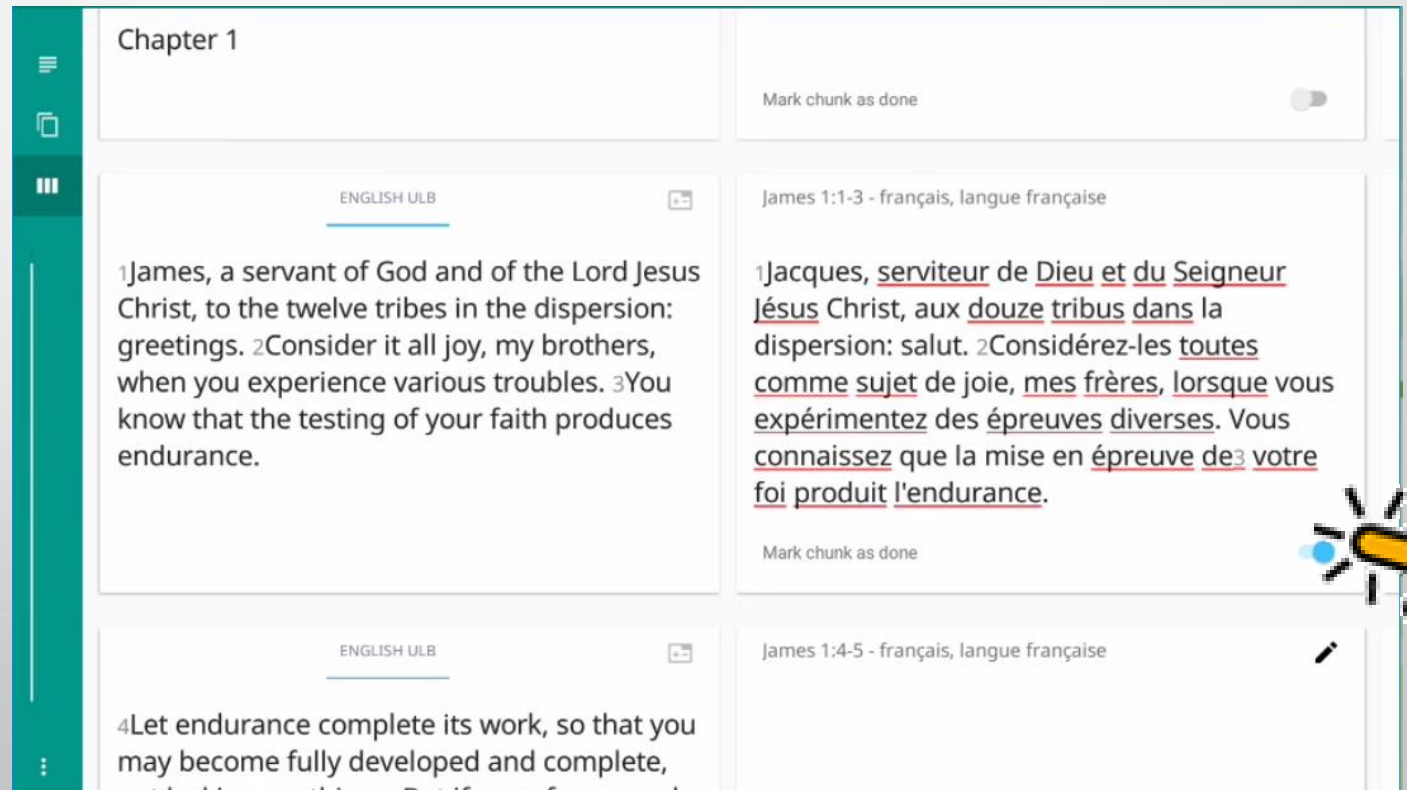 Chapter 1
Mark chunk as done
ENGLISH ULB
1James, a servant of God and of the Lord Jesus
Christ, to the twelve tribes in the dispersion:
greetings. 2Consider it all joy, my brothers,
when you experience various troubles. 3You
know that the testing of your faith produces
endurance.
James 1:1-3 - français, langue française
1Jacques, serviteur de Dieu et du Seigneur
Jésus Christ, aux douze tribus dans la
dispersion: salut. 2Considérez-les toutes
comme sujet de joie, mes frères, lorsque vous
expérimentez des épreuves diverses. Vous
connaissez que la mise en épreuve de3 votre
foi produit l'endurance.
Mark chunk as done
ENGLISH ULB
4Let endurance complete its work, so that you
may become fully developed and complete,
James 1:4-5 - français, langue française